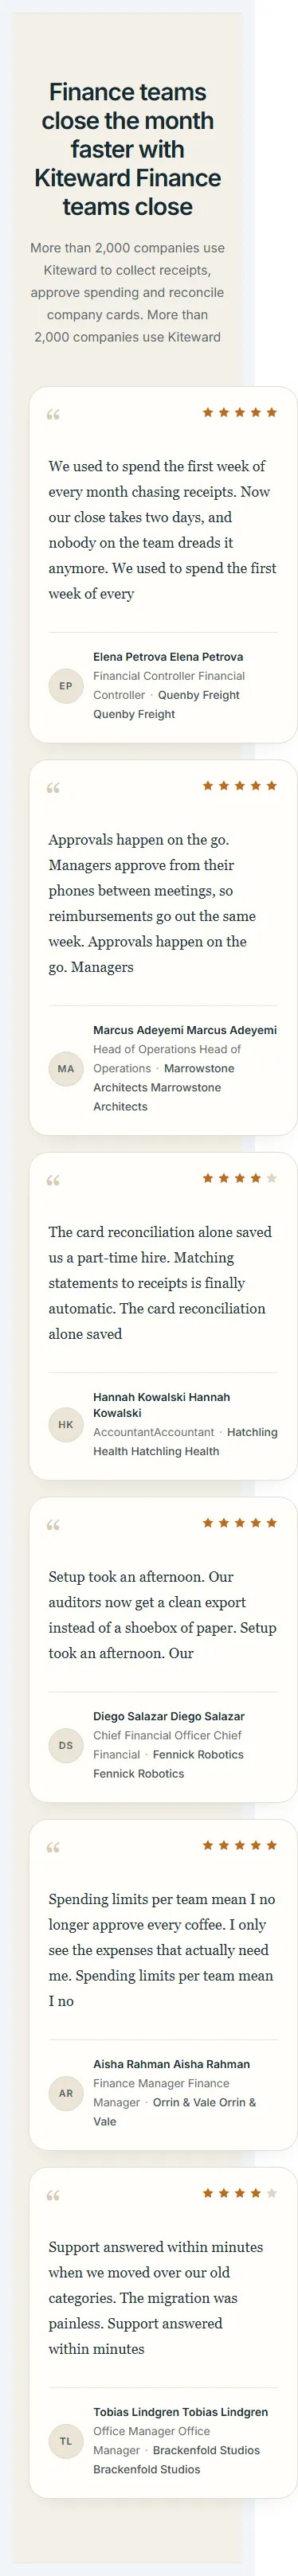 Finance teams
close the month
faster with
Kiteward Finance
teams close
More than 2,000 companies use
Kiteward to collect receipts,
approve spending and reconcile
company cards. More than
2,000 companies use Kiteward
“
We used to spend the first week of
every month chasing receipts. Now
our close takes two days, and
nobody on the team dreads it
anymore. We used to spend the first
week of every
EP
Elena Petrova Elena Petrova
Financial Controller Financial
Controller · Quenby Freight
Quenby Freight
“
Approvals happen on the go.
Managers approve from their
phones between meetings, so
reimbursements go out the same
week. Approvals happen on the
go. Managers
MA
Marcus Adeyemi Marcus Adeyemi
Head of Operations Head of
Operations · Marrowstone
Architects Marrowstone
Architects
“
The card reconciliation alone saved
us a part-time hire. Matching
statements to receipts is finally
automatic. The card reconciliation
alone saved
HK
Hannah Kowalski Hannah
Kowalski
AccountantAccountant · Hatchling
Health Hatchling Health
“
Setup took an afternoon. Our
auditors now get a clean export
instead of a shoebox of paper. Setup
took an afternoon. Our
DS
Diego Salazar Diego Salazar
Chief Financial Officer Chief
Financial · Fennick Robotics
Fennick Robotics
“
Spending limits per team mean I no
longer approve every coffee. I only
see the expenses that actually need
me. Spending limits per team mean
I no
AR
Aisha Rahman Aisha Rahman
Finance Manager Finance
Manager · Orrin & Vale Orrin &
Vale
“
Support answered within minutes
when we moved over our old
categories. The migration was
painless. Support answered
within minutes
TL
Tobias Lindgren Tobias Lindgren
Office Manager Office
Manager · Brackenfold Studios
Brackenfold Studios